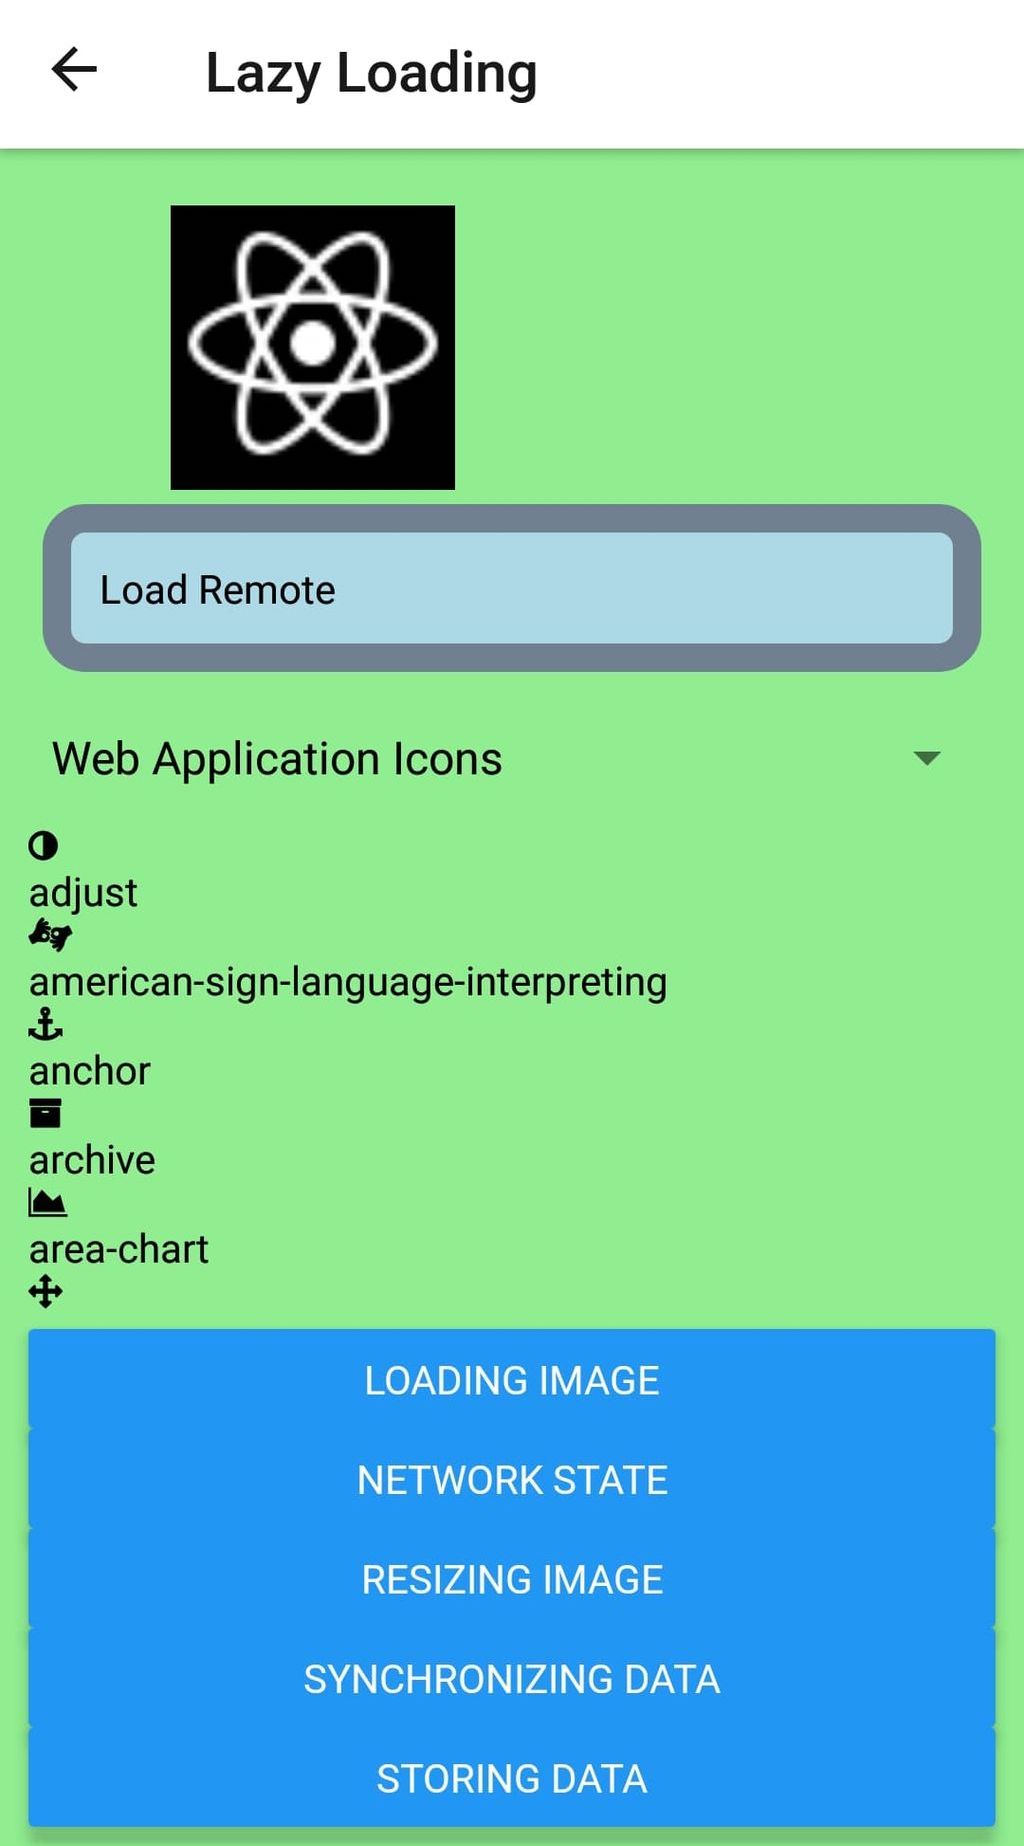 Lazy Loading
Load Remote
Web Application Icons
adjust
american-sign-language-interpreting
anchor
archive
area-chart
LOADING IMAGE
NETWORK STATE
RESIZING IMAGE
SYNCHRONIZING DATA
STORING DATA